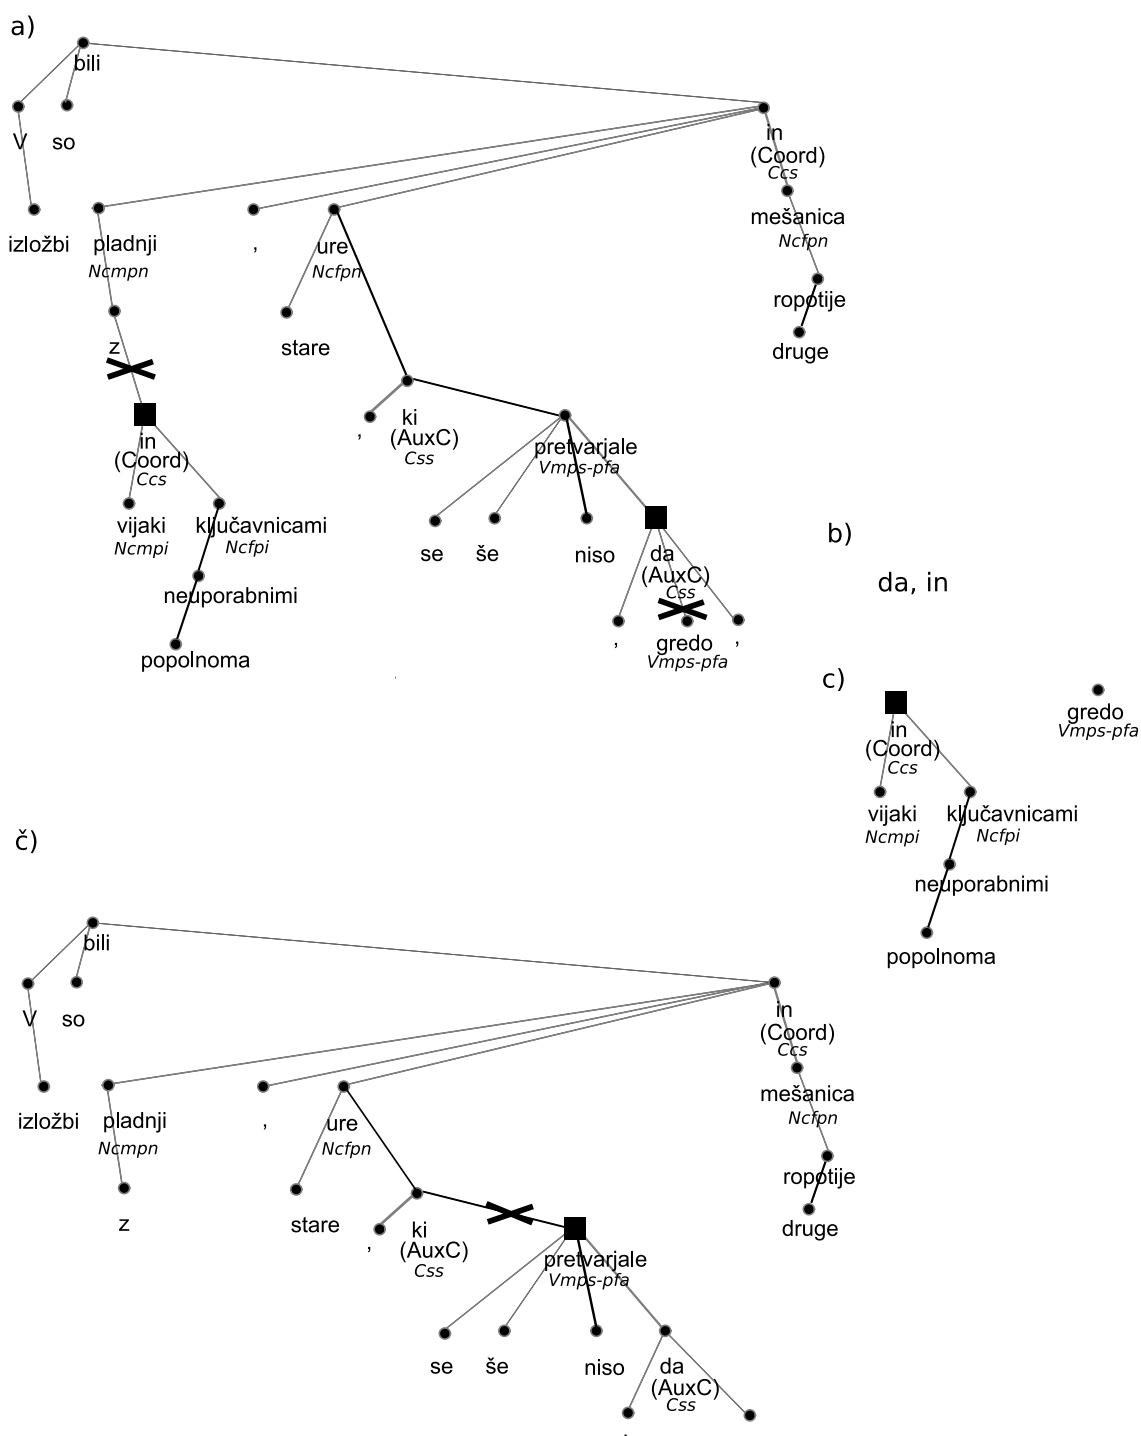 a)
bili
V so
in
(Coord)
Ccs
mešanica
Ncfpn
izložbi pladnji , ure
Ncmpn Ncfpn
ropotije
z stare druge
, ki
(AuxC)
Css
in
(Coord)
Ccs
pretvarjale
Vmps-pfa
vijaki ključavnicami
Ncmpi Ncfpi
se še niso da
(AuxC)
Css
neuporabnimi
, gredo ,
Vmps-pfa
popolnoma
b)
da, in
c)
in
(Coord)
Ccs
gredo
Vmps-pfa
vijaki ključavnicami
Ncmpi Ncfpi
neuporabnimi
popolnoma
č)
bili
V so
in
(Coord)
Ccs
mešanica
Ncfpn
izložbi pladnji , ure
Ncmpn Ncfpn
ropotije
z stare druge
, ki
(AuxC)
Css
pretvarjale
Vmps-pfa
se še niso da
(AuxC)
Css